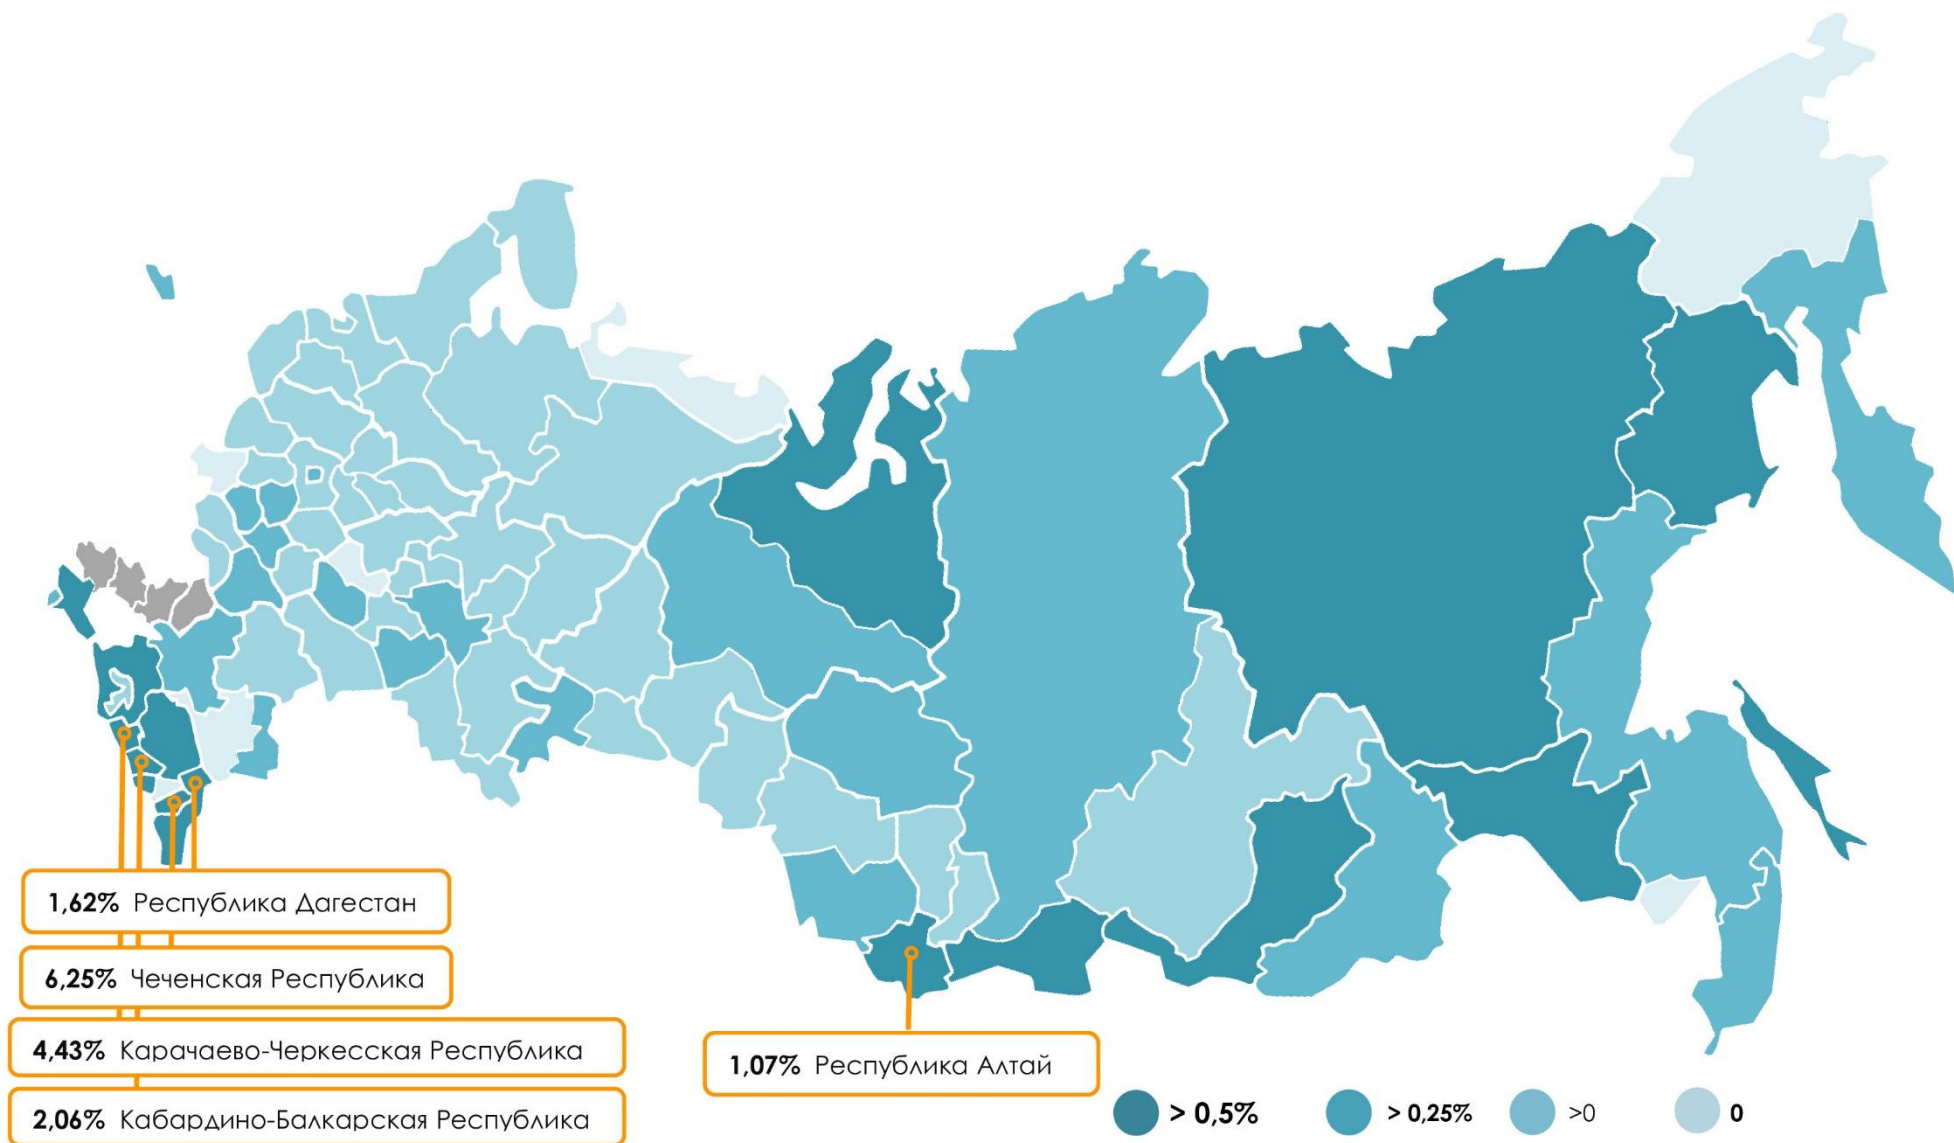 1,62% Республика Дагестан
6,25% Чеченская Республика
4,43% Карачаево-Черкесская Республика
2,06% Кабардино-Балкарская Республика
1,07% Республика Алтай
> 0,5% > 0,25% >0 0